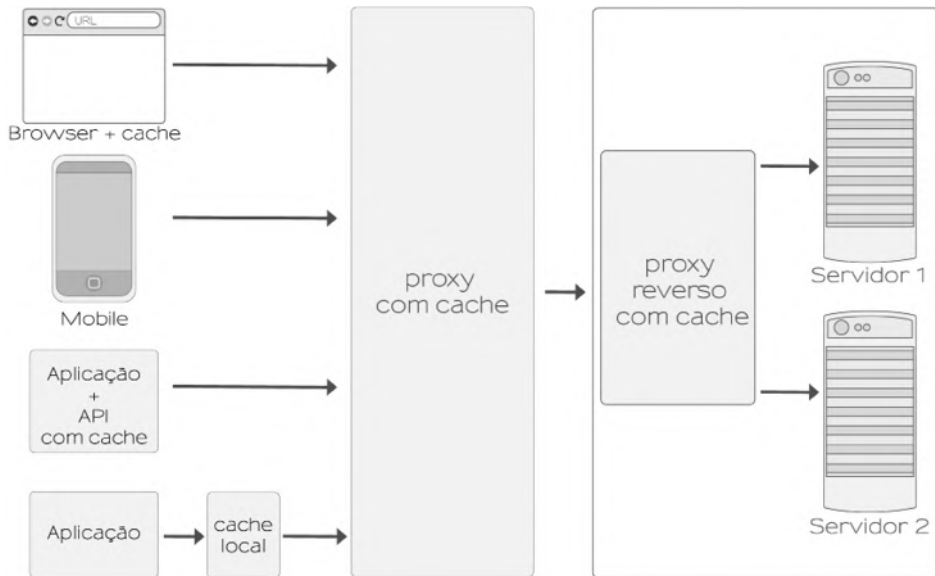 URL
Browser + cache
Mobile
Aplicação
+
API
com cache
Aplicação
cache
local
proxy
com cache
proxy
reverso
com cache
Servidor 1
Servidor 2